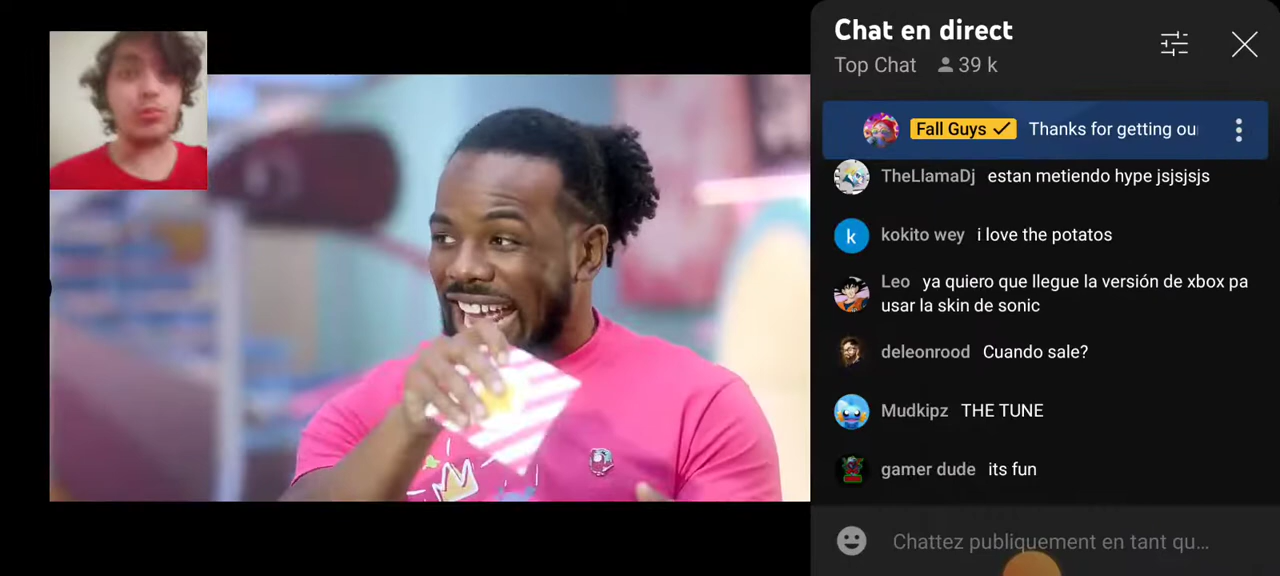 Chat en direct
Top Chat 39 k
Fall Guys Thanks for getting ou
TheLlamaDj estan metiendo hype jsjsjsjs
k kokito wey i love the potatos
Leo ya quiero que llegue la versión de xbox pa
usar la skin de sonic
deleonrood Cuando sale?
Mudkipz THE TUNE
gamer dude its fun
Chattez publiquement en tant qu...